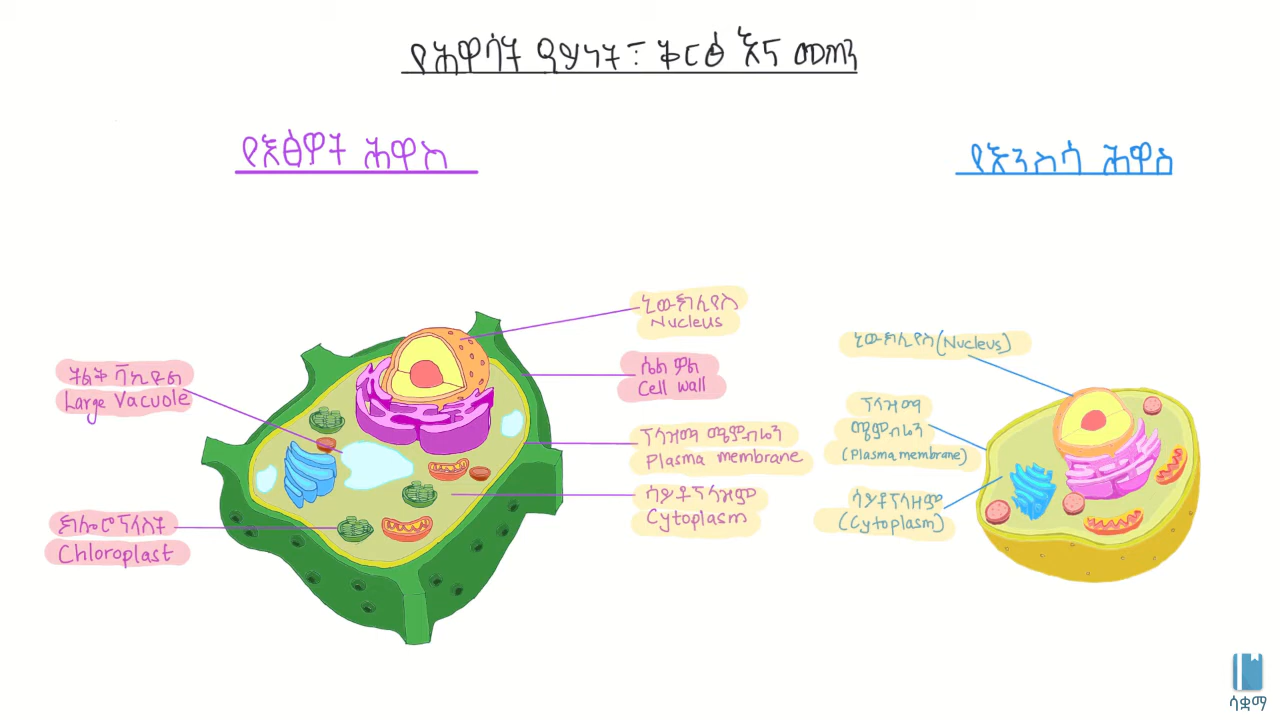 የሕዋሳት ዓይነት፣ ቅርፅ እና መጠን
የእፅዋት ሕዋስ
የእንስሳ ሕዋስ
ኒውክሊየስ
Nucleus
ሴል ዎል
Cell wall
ፕላዝማ ሜምብሬን
Plasma membrane
ሳይቶፕላዝም
Cytoplasm
ትልቅ ቫኪዩል
Large Vacuole
ክሎሮፕላስት
Chloroplast
ኒውክሊየስ (Nucleus)
ፕላዝማ
ሜምብሬን
(Plasma membrane)
ሳይቶፕላዝም
(Cytoplasm)
ሳቋማ